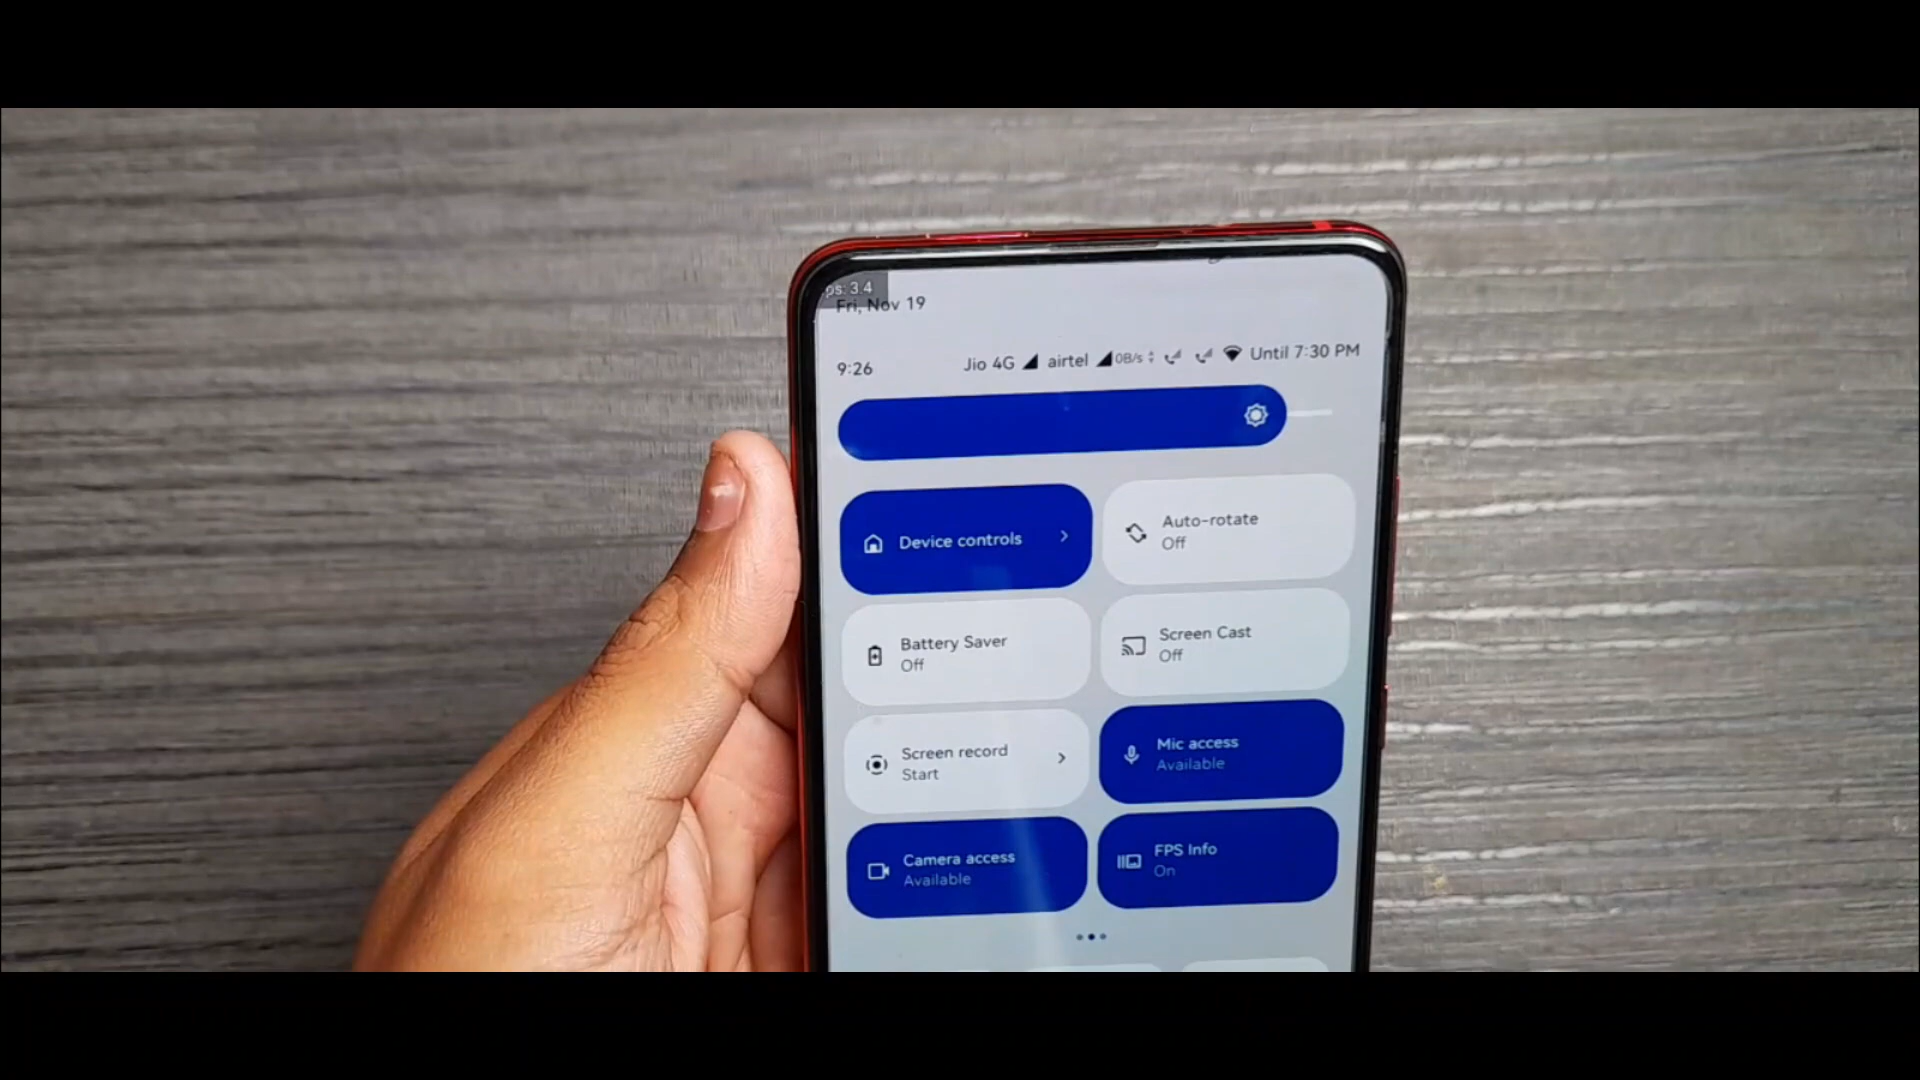 ps: 3.4
Fri, Nov 19
9:26 Jio 4G airtel 0B/s Until 7:30 PM
Device controls
Auto-rotate
Off
Battery Saver
Off
Screen Cast
Off
Screen record
Start
Mic access
Available
Camera access
Available
FPS Info
On